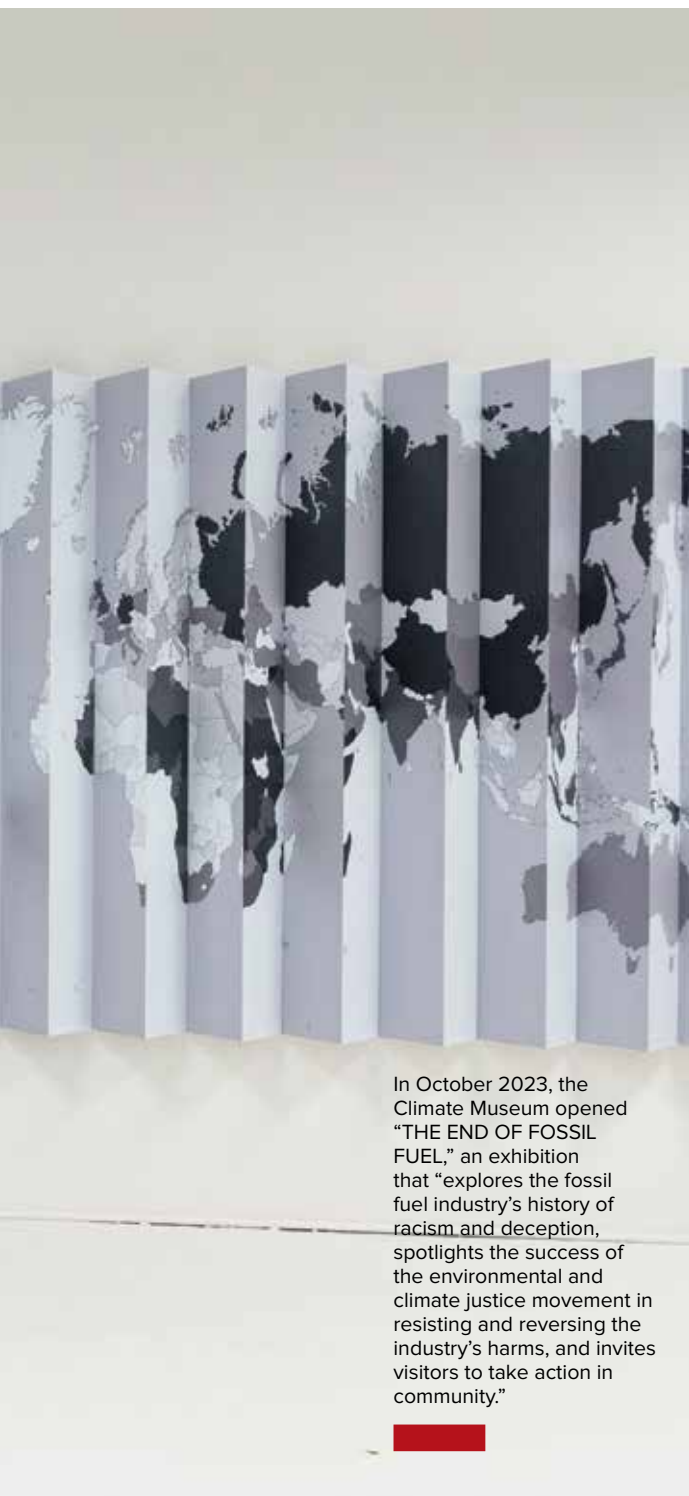 In October 2023, the
Climate Museum opened
“THE END OF FOSSIL
FUEL,” an exhibition
that “explores the fossil
fuel industry’s history of
racism and deception,
spotlights the success of
the environmental and
climate justice movement in
resisting and reversing the
industry’s harms, and invites
visitors to take action in
community.”